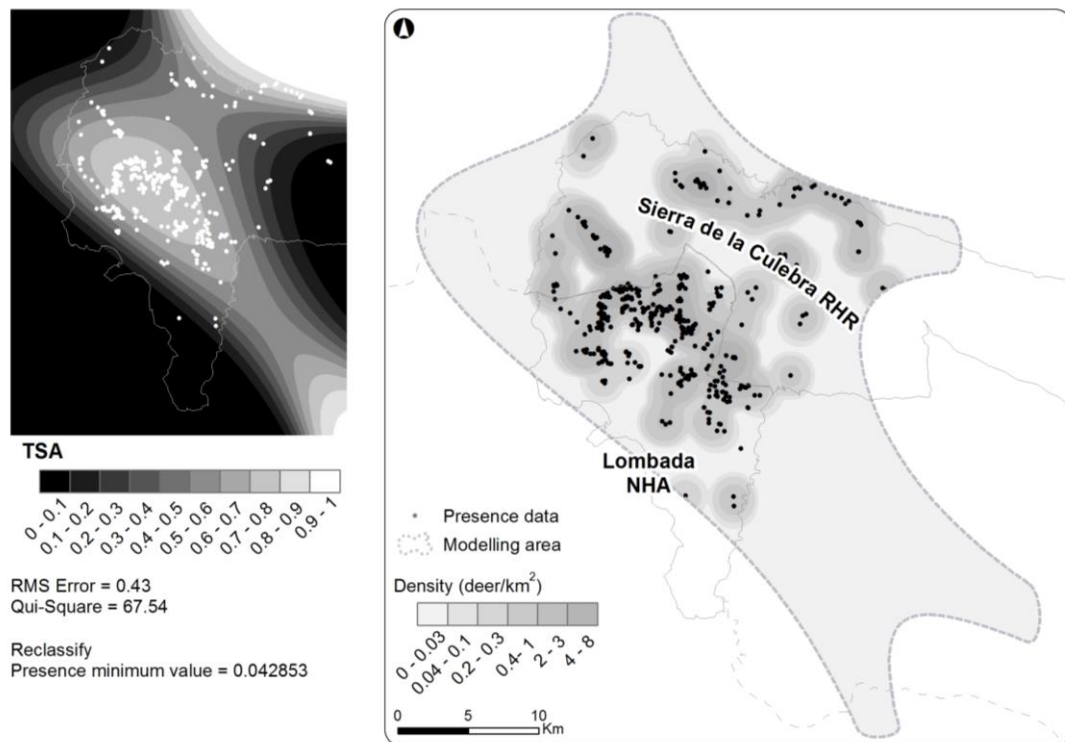 TSA
0 - 0.1
0.1 - 0.2
0.2 - 0.3
0.3 - 0.4
0.4 - 0.5
0.5 - 0.6
0.6 - 0.7
0.7 - 0.8
0.8 - 0.9
0.9 - 1
RMS Error = 0.43
Qui-Square = 67.54
Reclassify
Presence minimum value = 0.042853
Sierra de la Culebra RHR
Lombada
NHA
Presence data
Modelling area
Density (deer/km²)
0 - 0.03
0.04 - 0.1
0.2 - 0.3
0.4 - 1
2 - 3
4 - 8
0 5 10
Km